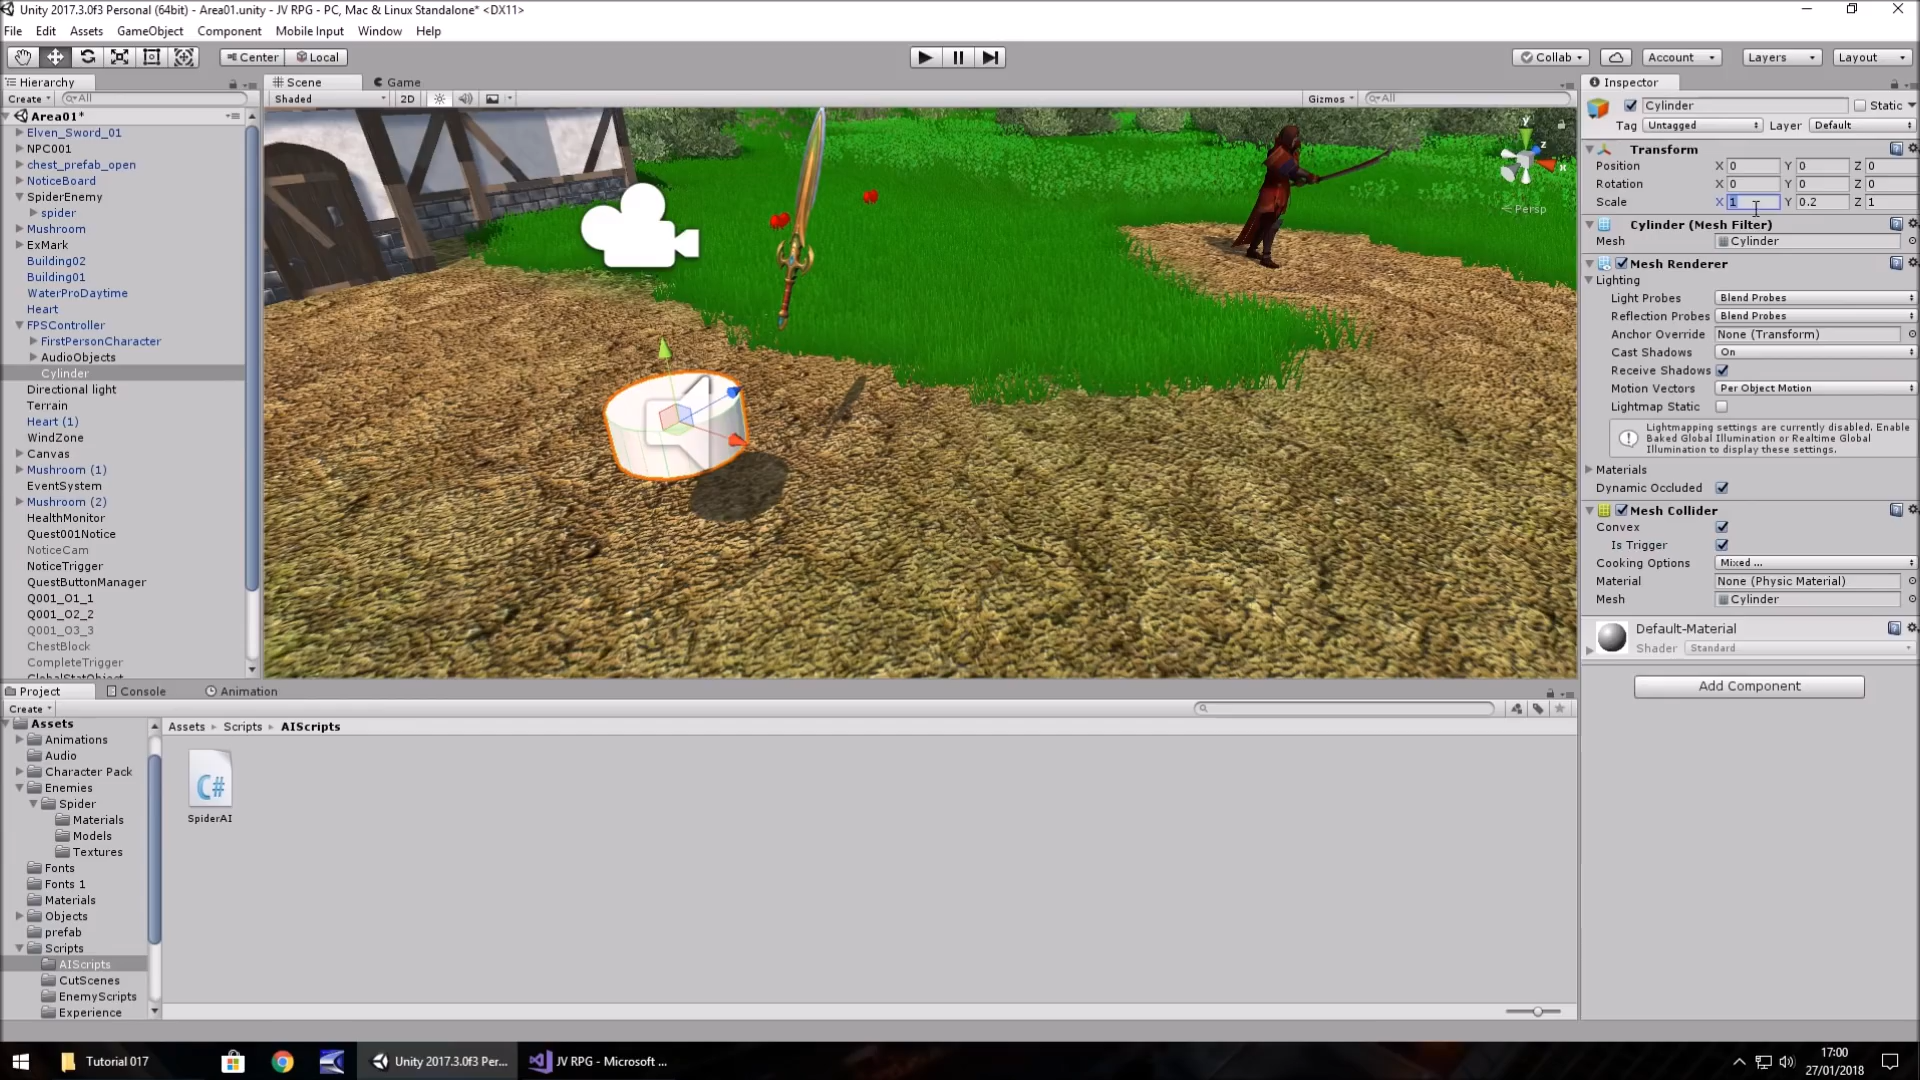 Unity 2017.3.0f3 Personal (64bit) - Area01.unity - JV RPG - PC, Mac & Linux Standalone* <DX11>
File Edit Assets GameObject Component Mobile Input Window Help
Center Local Collab Account Layers Layout
Hierarchy
Create All
Area01*
Elven_Sword_01
NPC001
chest_prefab_open
NoticeBoard
SpiderEnemy
spider
Mushroom
ExMark
Building02
Building01
WaterProDaytime
Heart
FPSController
FirstPersonCharacter
AudioObjects
Cylinder
Directional light
Terrain
Heart (1)
WindZone
Canvas
Mushroom (1)
EventSystem
Mushroom (2)
HealthMonitor
Quest001Notice
NoticeCam
NoticeTrigger
QuestButtonManager
Q001_O1_1
Q001_O2_2
Q001_O3_3
ChestBlock
CompleteTrigger
GlobalStatObject
Scene Game
Shaded 2D Gizmos All
y
z
x
Persp
Inspector
Cylinder Static
Tag Untagged Layer Default
Transform
Position X 0 Y 0 Z 0
Rotation X 0 Y 0 Z 0
Scale X 1 Y 0.2 Z 1
Cylinder (Mesh Filter)
Mesh Cylinder
Mesh Renderer
Lighting
Light Probes Blend Probes
Reflection Probes Blend Probes
Anchor Override None (Transform)
Cast Shadows On
Receive Shadows
Motion Vectors Per Object Motion
Lightmap Static
Lightmapping settings are currently disabled. Enable
Baked Global Illumination or Realtime Global
Illumination to display these settings.
Materials
Dynamic Occluded
Mesh Collider
Convex
Is Trigger
Cooking Options Mixed ...
Material None (Physic Material)
Mesh Cylinder
Default-Material
Shader Standard
Add Component
Project Console Animation
Create
Assets
Animations
Audio
Character Pack
Enemies
Spider
Materials
Models
Textures
Fonts
Fonts 1
Materials
Objects
prefab
Scripts
AIScripts
CutScenes
EnemyScripts
Experience
Assets Scripts AIScripts
C#
SpiderAI
Tutorial 017
Unity 2017.3.0f3 Per...
JV RPG - Microsoft ...
17:00
27/01/2018